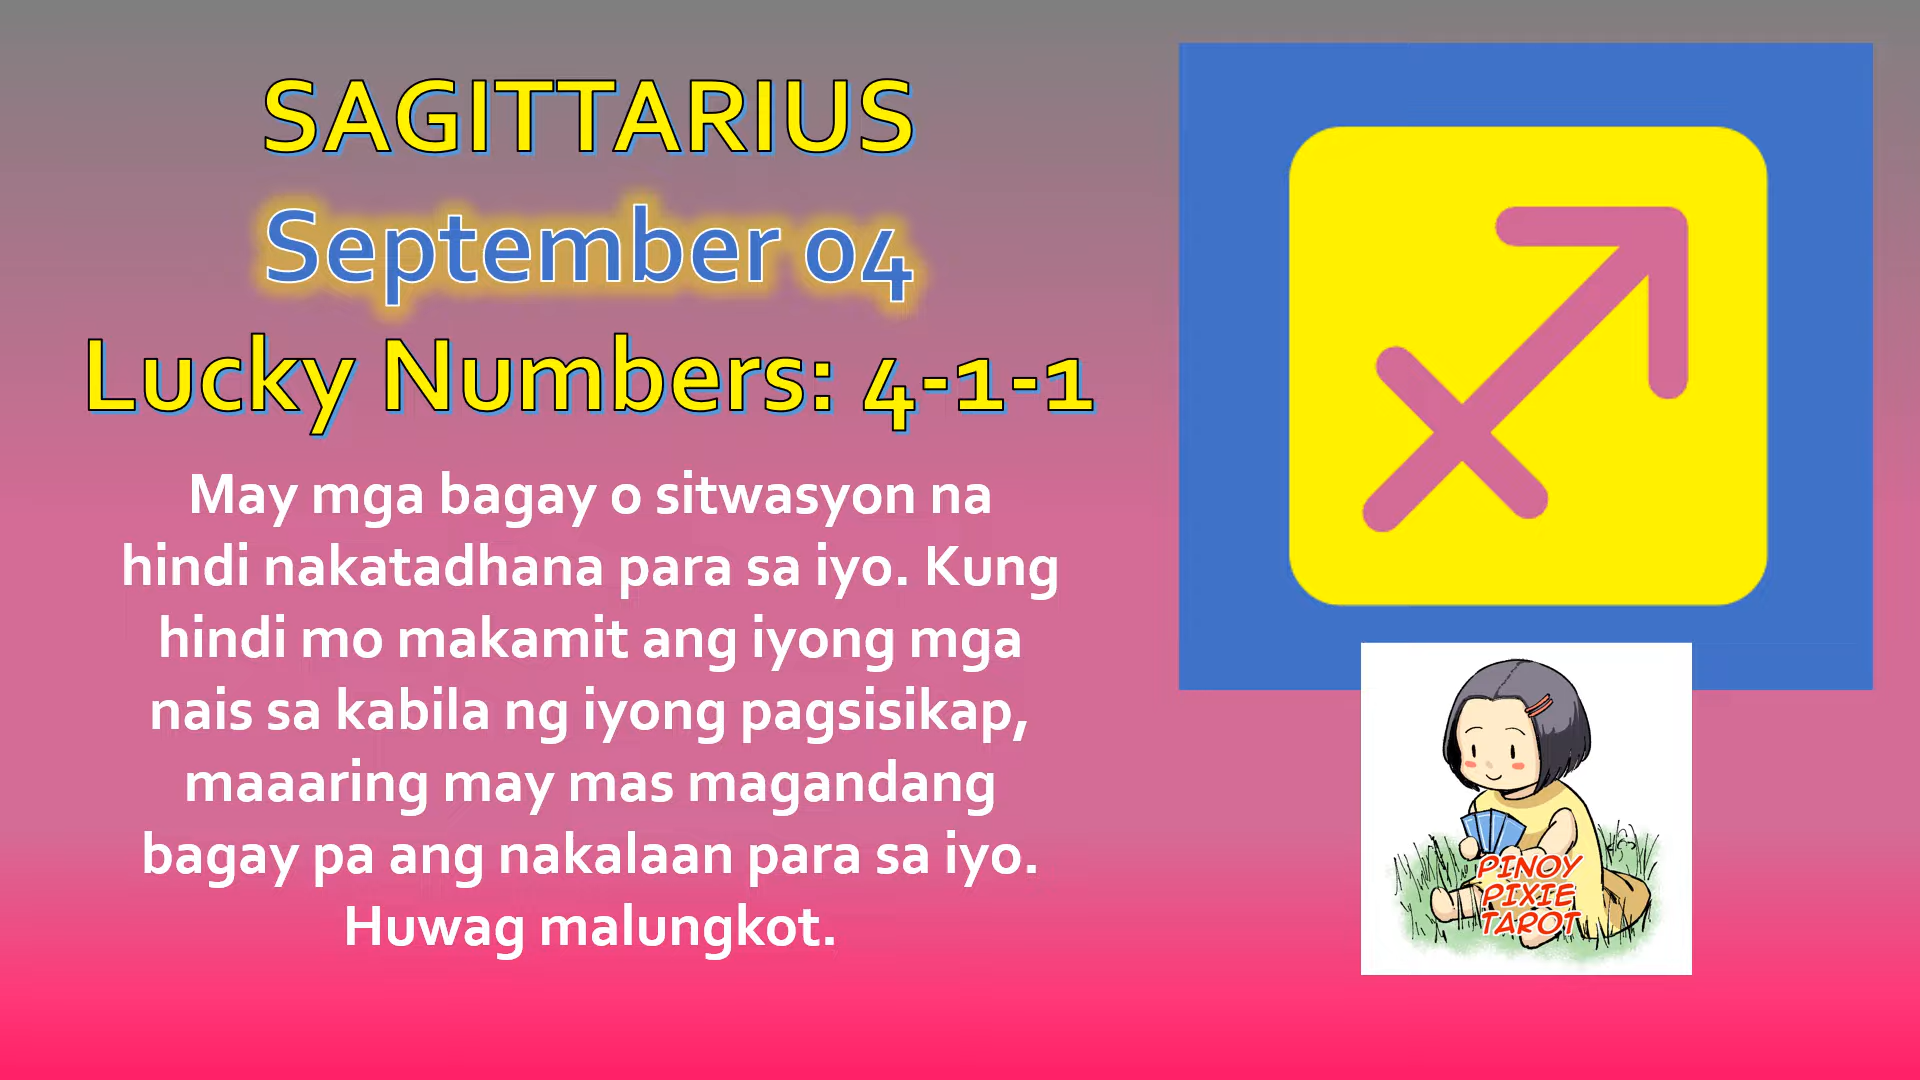 SAGITTARIUS
September 04
Lucky Numbers: 4-1-1
May mga bagay o sitwasyon na
hindi nakatadhana para sa iyo. Kung
hindi mo makamit ang iyong mga
nais sa kabila ng iyong pagsisikap,
maaaring may mas magandang
bagay pa ang nakalaan para sa iyo.
Huwag malungkot.
PINOY
PIXIE
TAROT